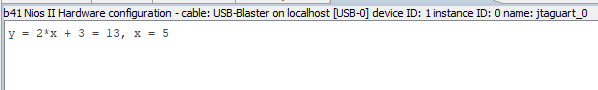 b41 Nios II Hardware configuration - cable: USB-Blaster on localhost [USB-0] device ID: 1 instance ID: 0 name: jtaguart_0
y = 2*x + 3 = 13, x = 5